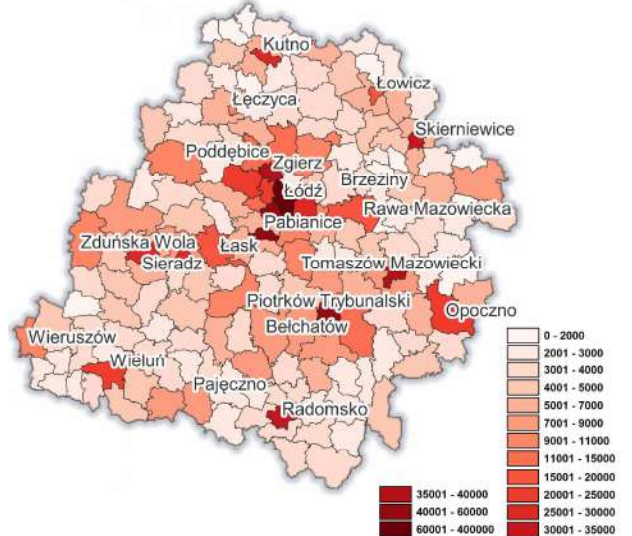 Kutno
Łowicz
Łęczyca
Skierniewice
Poddębice
Zgierz
Łódź
Brzeziny
Pabianice
Rawa Mazowiecka
Zduńska Wola
Łask
Sieradz
Tomaszów Mazowiecki
Piotrków Trybunalski
Opoczno
Bełchatów
Wieruszów
Wieluń
Pajęczno
Radomsko
0 - 2000
2001 - 3000
3001 - 4000
4001 - 5000
5001 - 7000
7001 - 9000
9001 - 11000
11001 - 15000
15001 - 20000
20001 - 25000
25001 - 30000
30001 - 35000
35001 - 40000
40001 - 60000
60001 - 400000